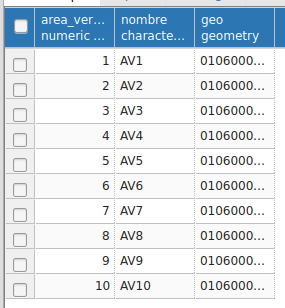 area_ver... nombre geo
numeric ... characte... geometry
1 AV1 0106000...
2 AV2 0106000...
3 AV3 0106000...
4 AV4 0106000...
5 AV5 0106000...
6 AV6 0106000...
7 AV7 0106000...
8 AV8 0106000...
9 AV9 0106000...
10 AV10 0106000...